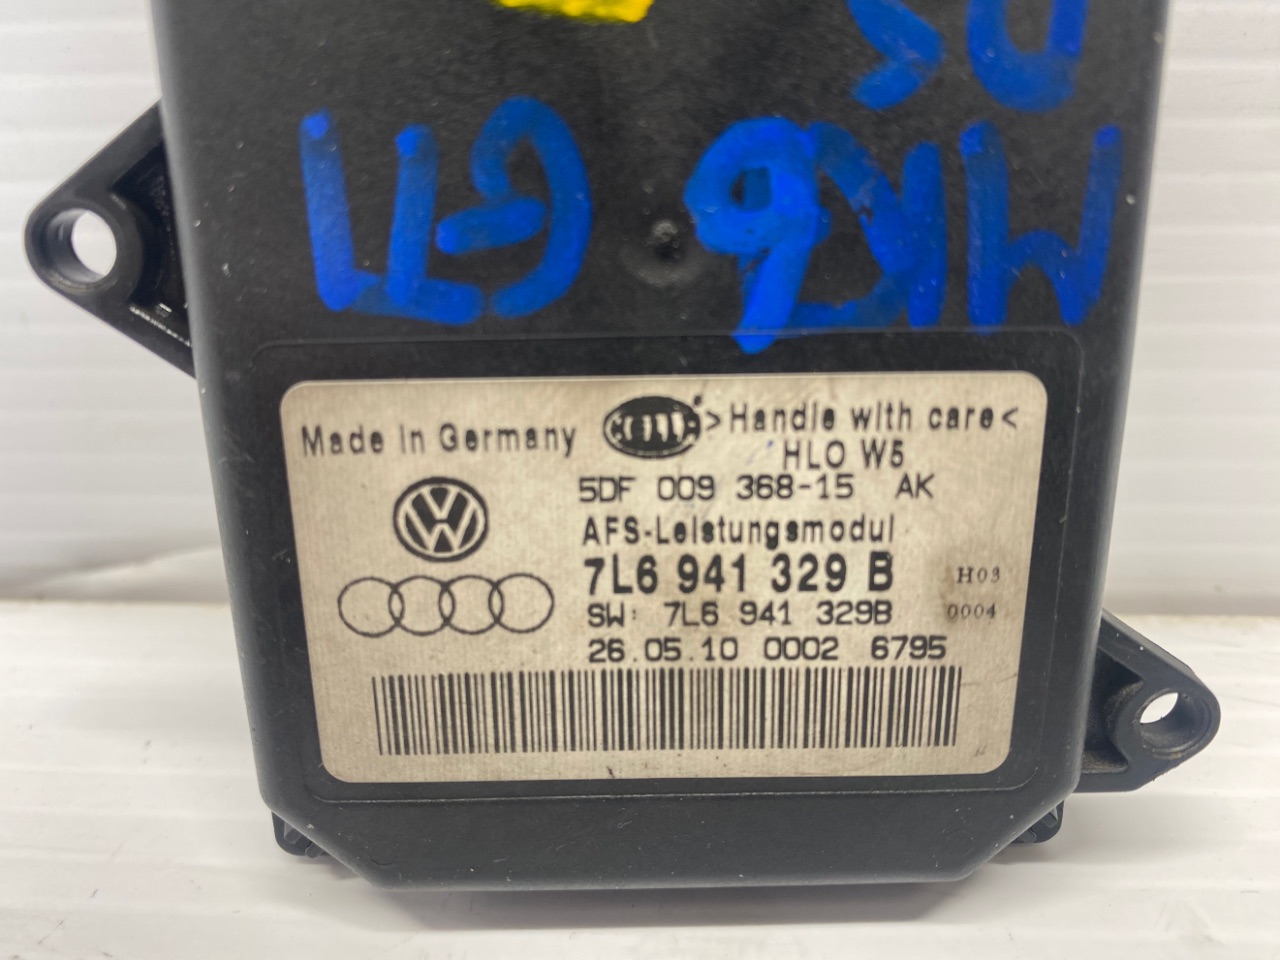 MK6 GTI
Made in Germany
>Handle with care<
HLO W5
5DF 009 368-15 AK
AFS-Leistungsmodul
7L6 941 329 B H03
SW: 7L6 941 329B 0004
26.05.10 0002 6795